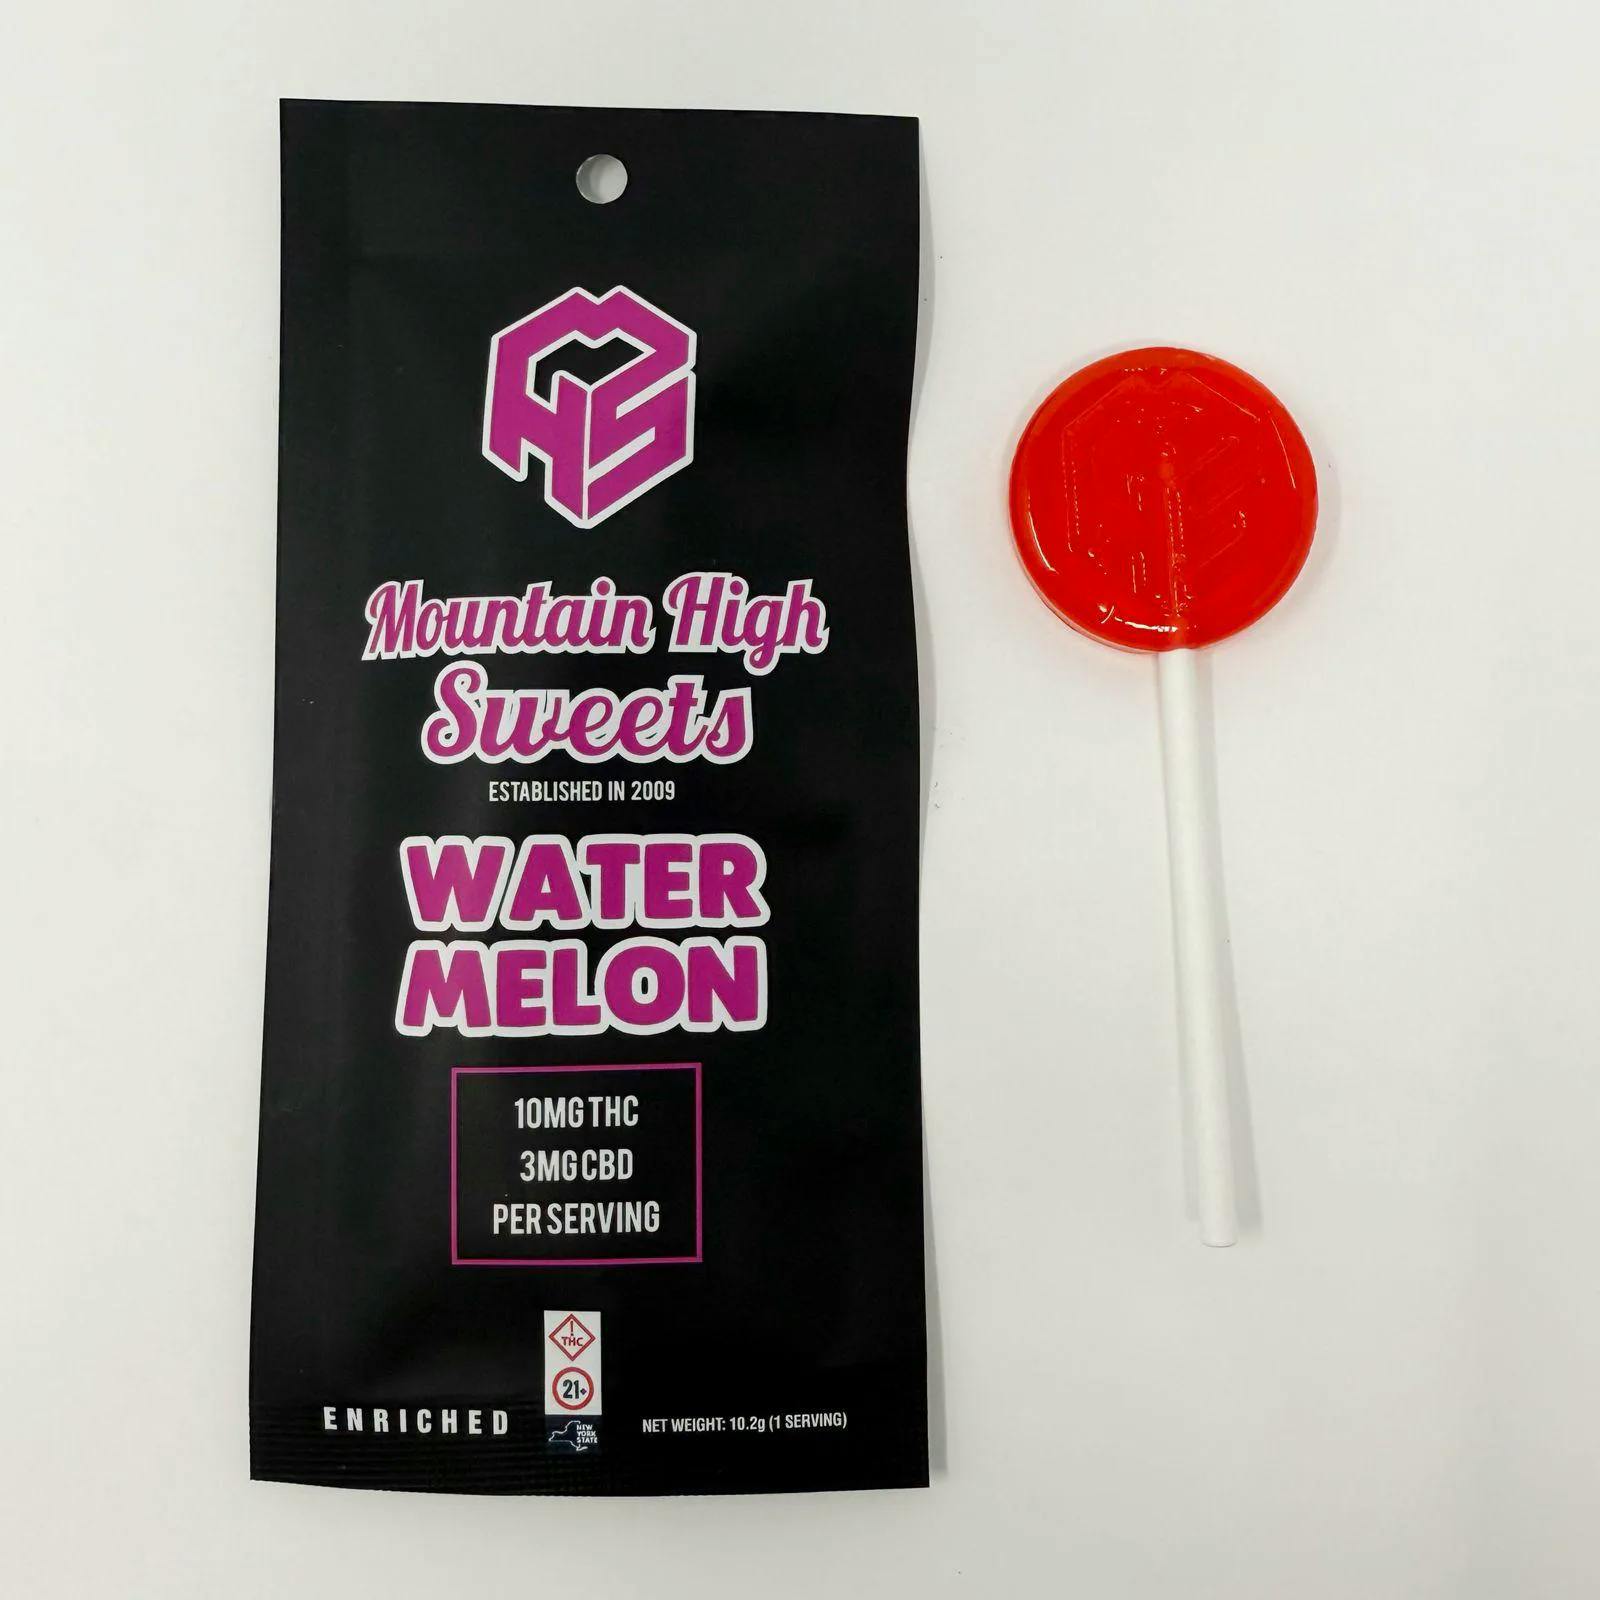 MHS
Mountain High
Sweets
ESTABLISHED IN 2009
WATER
MELON
10MG THC
3MG CBD
PER SERVING
!
THC
21+
NEW
YORK
STATE
ENRICHED
NET WEIGHT: 10.2g (1 SERVING)